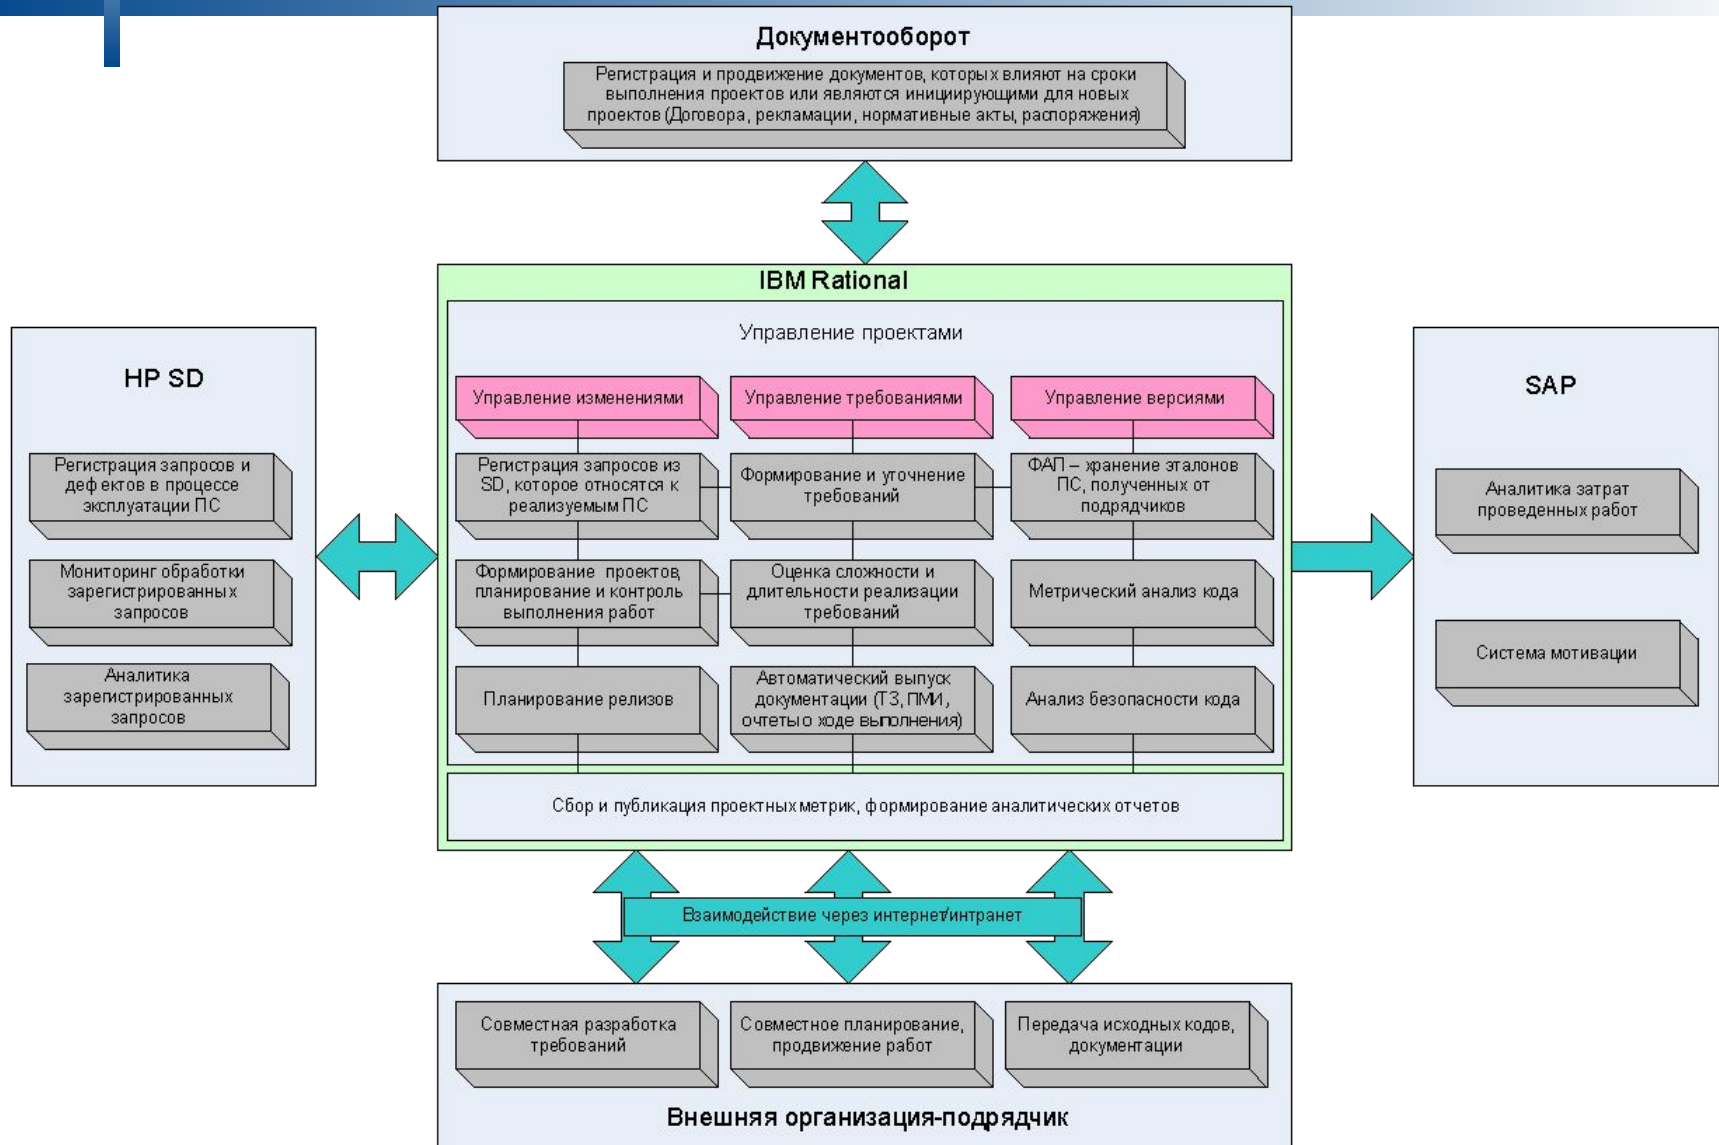 Документооборот
Регистрация и продвижение документов, которых влияют на сроки
выполнения проектов или являются инициирующими для новых
проектов (Договора, рекламации, нормативные акты, распоряжения)
IBM Rational
Управление проектами
HP SD
Регистрация запросов и
дефектов в процессе
эксплуатации ПС
Мониторинг обработки
зарегистрированных
запросов
Аналитика
зарегистрированных
запросов
Управление изменениями
Регистрация запросов из
SD, которое относятся к
реализуемым ПС
Формирование проектов,
планирование и контроль
выполнения работ
Планирование релизов
Управление требованиями
Формирование и уточнение
требований
Оценка сложности и
длительности реализации
требований
Автоматический выпуск
документации (ТЗ, ПМИ,
очтеты о ходе выполнения)
Управление версиями
ФАП – хранение эталонов
ПС, полученных от
подрядчиков
Метрический анализ кода
Анализ безопасности кода
SAP
Аналитика затрат
проведенных работ
Система мотивации
Сбор и публикация проектных метрик, формирование аналитических отчетов
Взаимодействие через интернет/интранет
Совместная разработка
требований
Совместное планирование,
продвижение работ
Передача исходных кодов,
документации
Внешняя организация-подрядчик